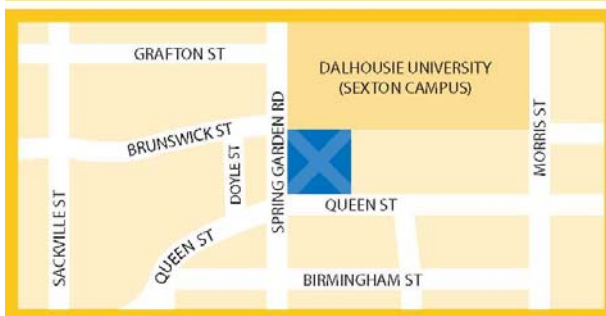 GRAFTON ST
DALHOUSIE UNIVERSITY
(SEXTON CAMPUS)
BRUNSWICK ST
DOYLE ST
SPRING GARDEN RD
MORRIS ST
SACKVILLE ST
QUEEN ST
QUEEN ST
BIRMINGHAM ST